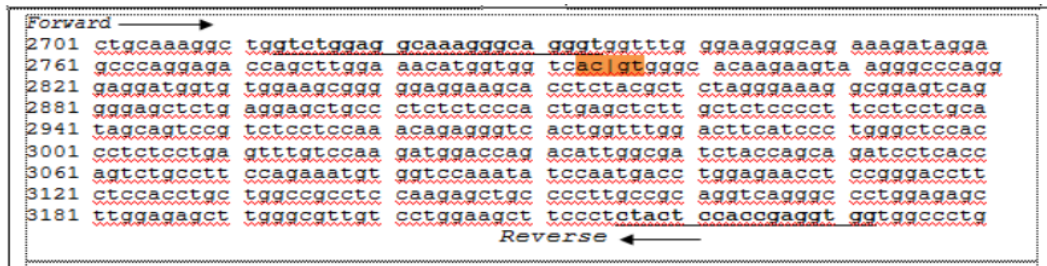 Forward
2701 ctgcaaaggc tggtctggag gcaaagggca gggtggtttg ggaagggcag aaagatagga
2761 gcccaggaga ccagcttgga aacatggtgg tcac|gtgggc acaagaagta agggcccagg
2821 gaggatggtg tggaagcggg ggaggaagca cctctacgct ctagggaaag gcggagtcag
2881 gggagctctg aggagctgcc ctctctccca ctgagctctt gctctcccct tcctcctgca
2941 tagcagtccg tctcctccaa acagagggtc actggtttgg acttcatccc tgggctccac
3001 cctctcctga gtttgtccaa gatggaccag acattggcga tctaccagca gatcctcacc
3061 agtctgcctt ccagaaatgt ggtccaaata tccaatgacc tggagaacct ccgggacctt
3121 ctccacctgc tggccgcctc caagagctgc cccttgccgc aggtcagggc cctggagagc
3181 ttggagagct tgggcgttgt cctggaagct tccctctact ccaccgaggt ggtggccctg
Reverse